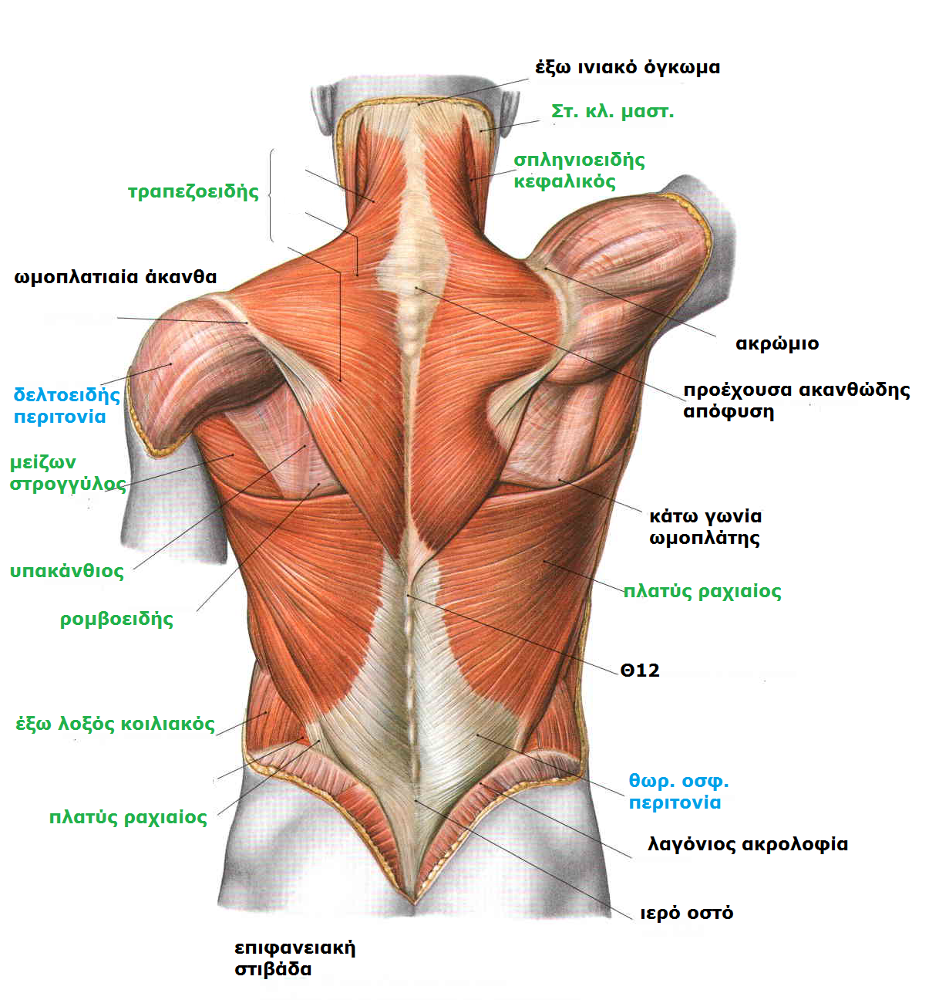 έξω ινιακό όγκωμα
Στ. κλ. μαστ.
σπληνιοειδής
κεφαλικός
τραπεζοειδής
ωμοπλατιαία άκανθα
ακρώμιο
δελτοειδής
περιτονία
προέχουσα ακανθώδης
απόφυση
μείζων
στρογγύλος
κάτω γωνία
ωμοπλάτης
υπακάνθιος
πλατύς ραχιαίος
ρομβοειδής
Θ12
έξω λοξός κοιλιακός
θωρ. οσφ.
περιτονία
πλατύς ραχιαίος
λαγόνιος ακρολοφία
ιερό οστό
επιφανειακή
στιβάδα